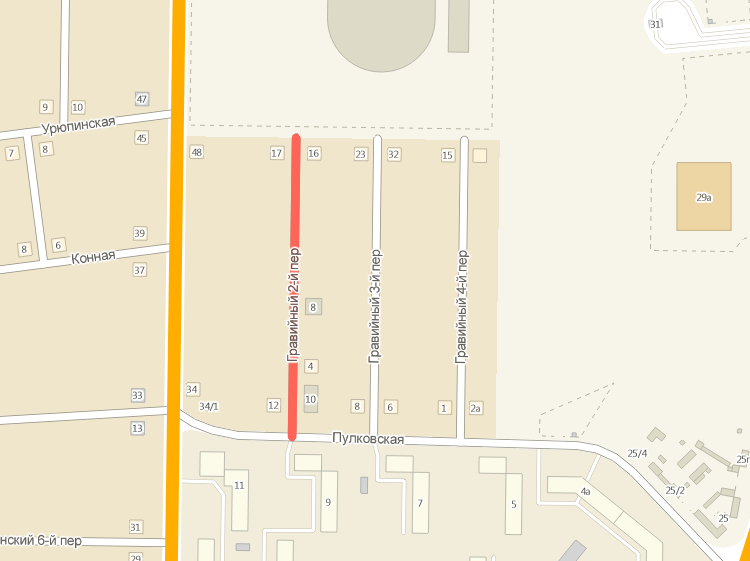 31
47
9 10
Урюпинская
45
7 8
48 17 16 23 32 15
29а
39
8 6
Конная
37
Гравийный 2-й пер
Гравийный 3-й пер
Гравийный 4-й пер
8
4
34
33
34/1
12 10 8 6 1 2а
13
Пулковская
25/4
11 9 7 5 4а
25/2
25
31
нский 6-й пер
29